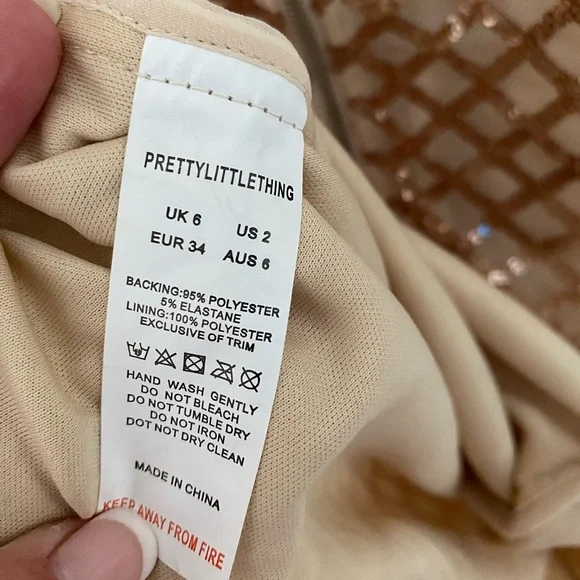 PRETTYLITTLETHING
UK 6 US 2
EUR 34 AUS 6
BACKING:95% POLYESTER
5% ELASTANE
LINING:100% POLYESTER
EXCLUSIVE OF TRIM
HAND WASH GENTLY
DO NOT BLEACH
DO NOT TUMBLE DRY
DO NOT IRON
DOT NOT DRY CLEAN
MADE IN CHINA
KEEP AWAY FROM FIRE